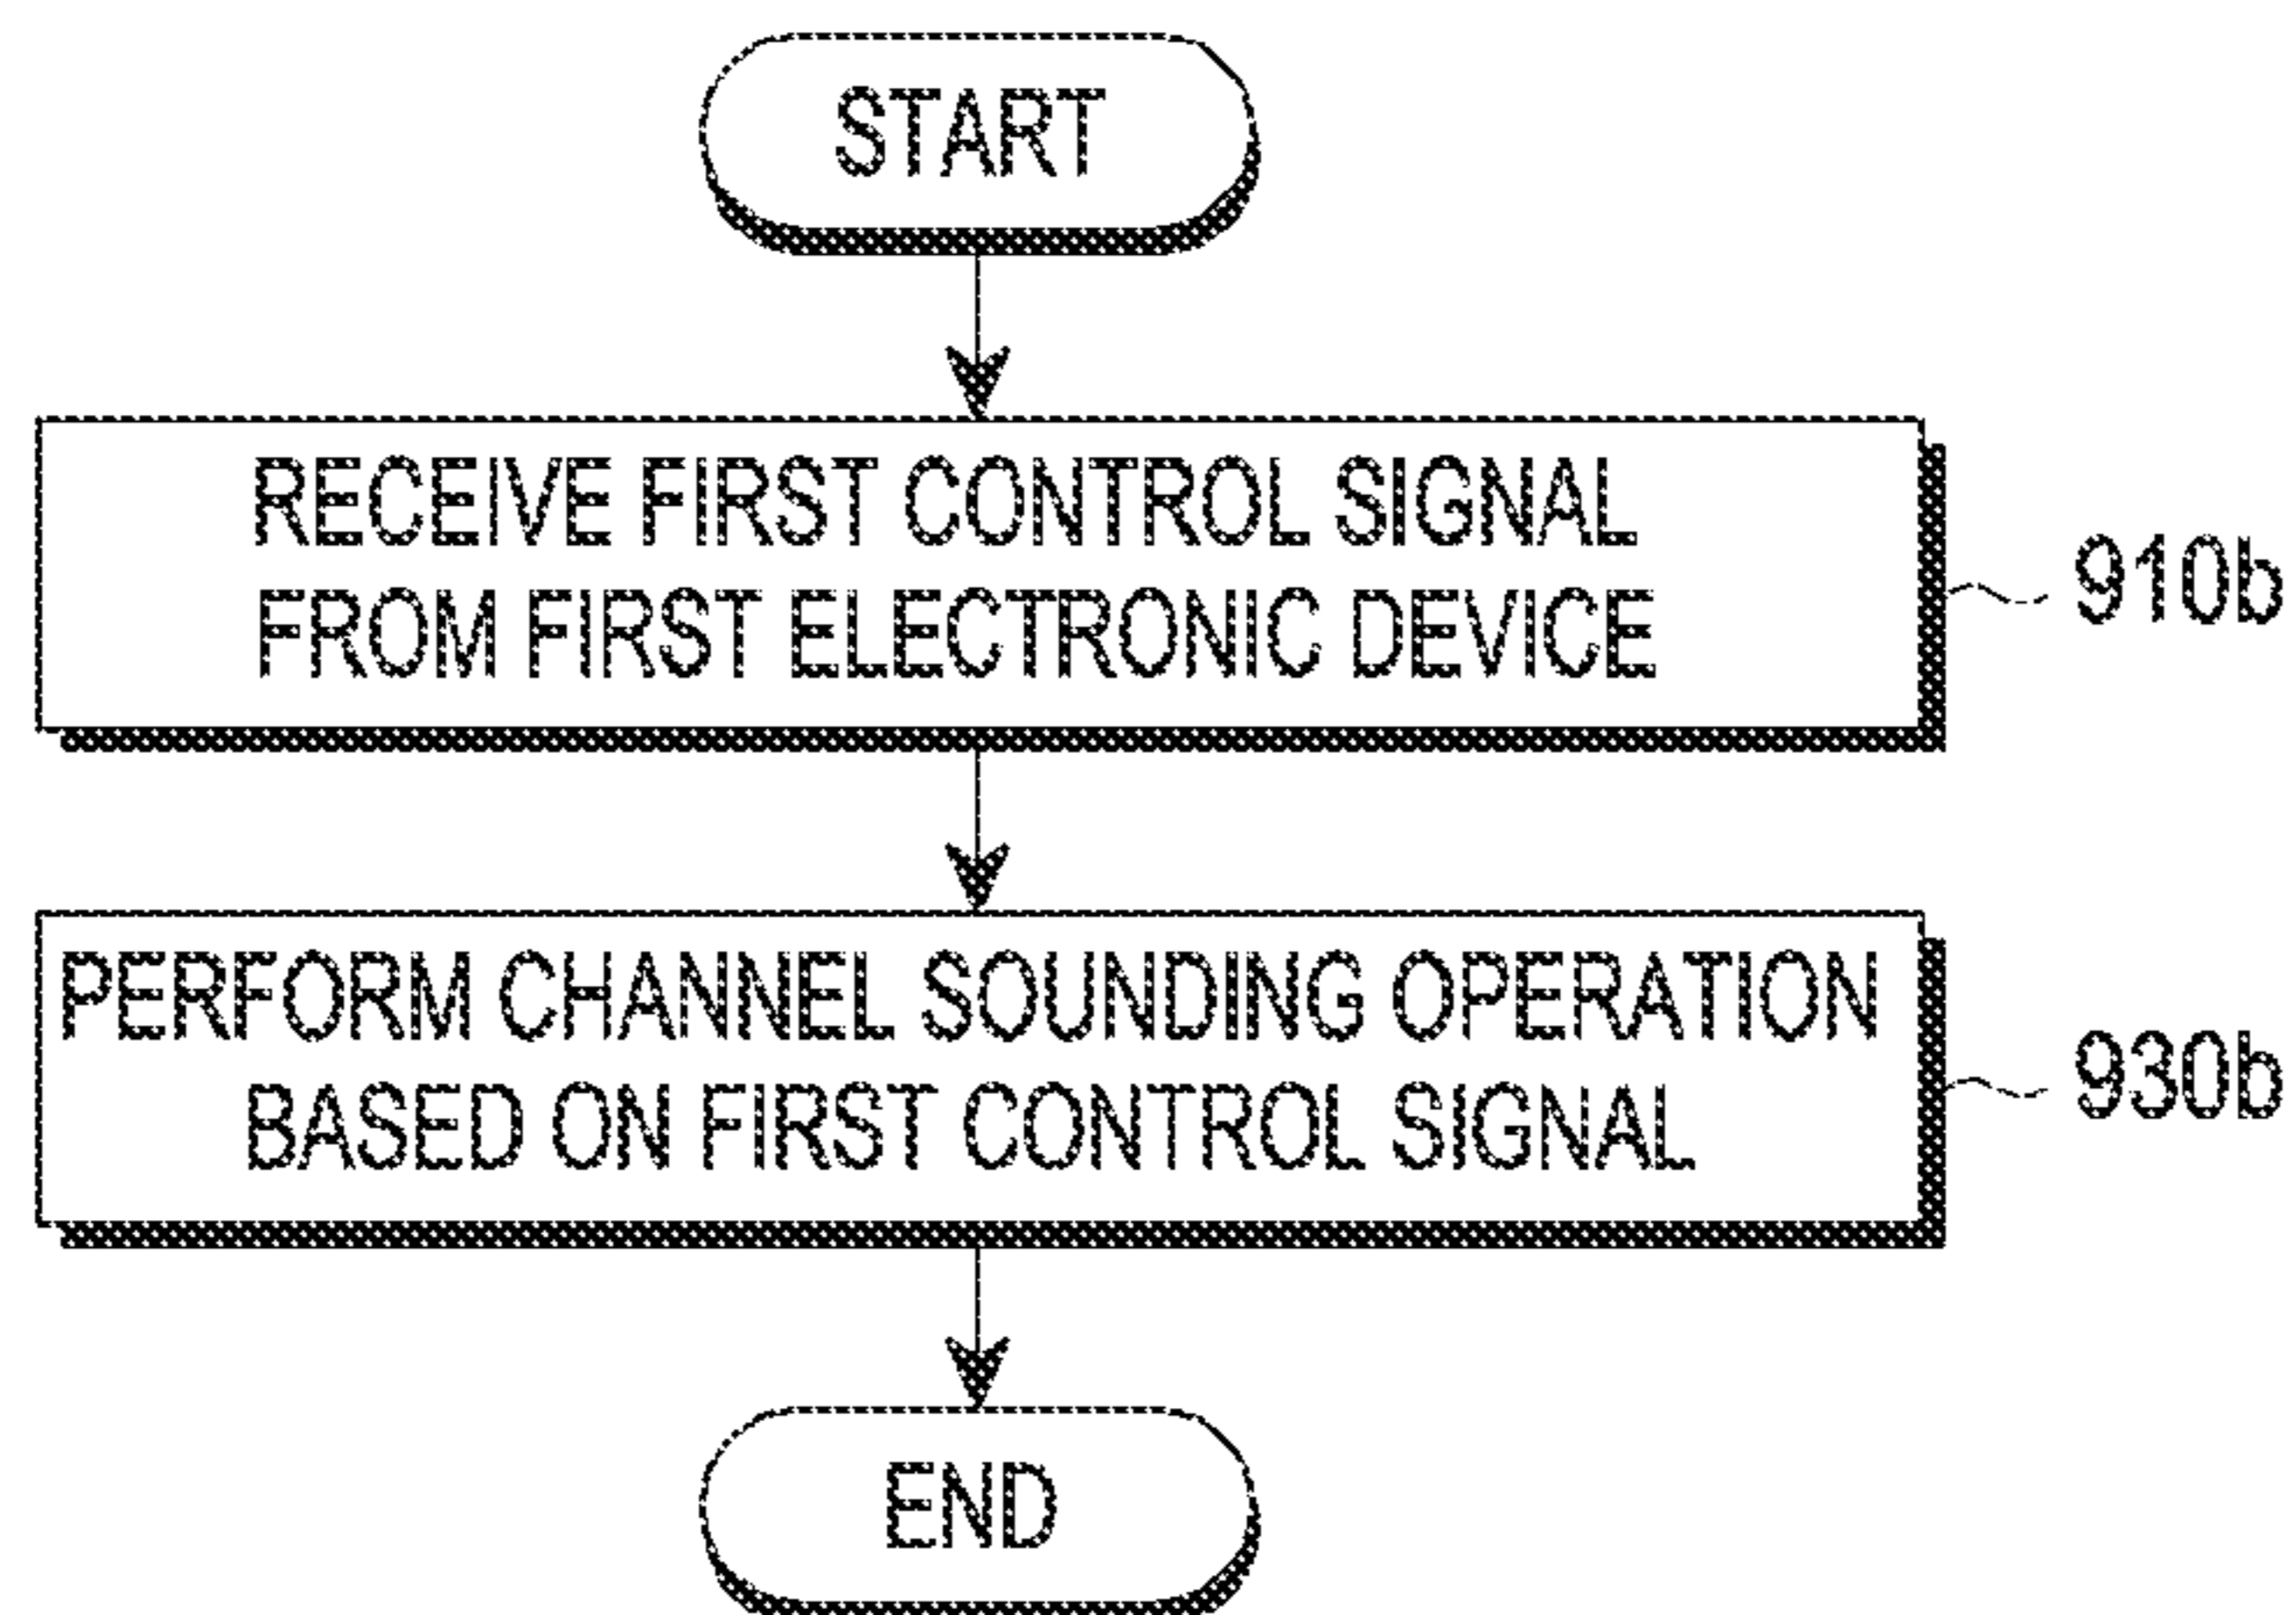 START
RECEIVE FIRST CONTROL SIGNAL
FROM FIRST ELECTRONIC DEVICE
910b
PERFORM CHANNEL SOUNDING OPERATION
BASED ON FIRST CONTROL SIGNAL
930b
END